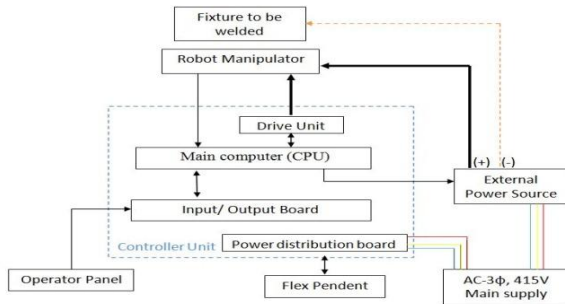 Fixture to be
welded
Robot Manipulator
Drive Unit
Main computer (CPU)
(+) (-)
External
Power Source
Input/ Output Board
Controller Unit
Power distribution board
Operator Panel
Flex Pendent
AC-3ϕ, 415V
Main supply